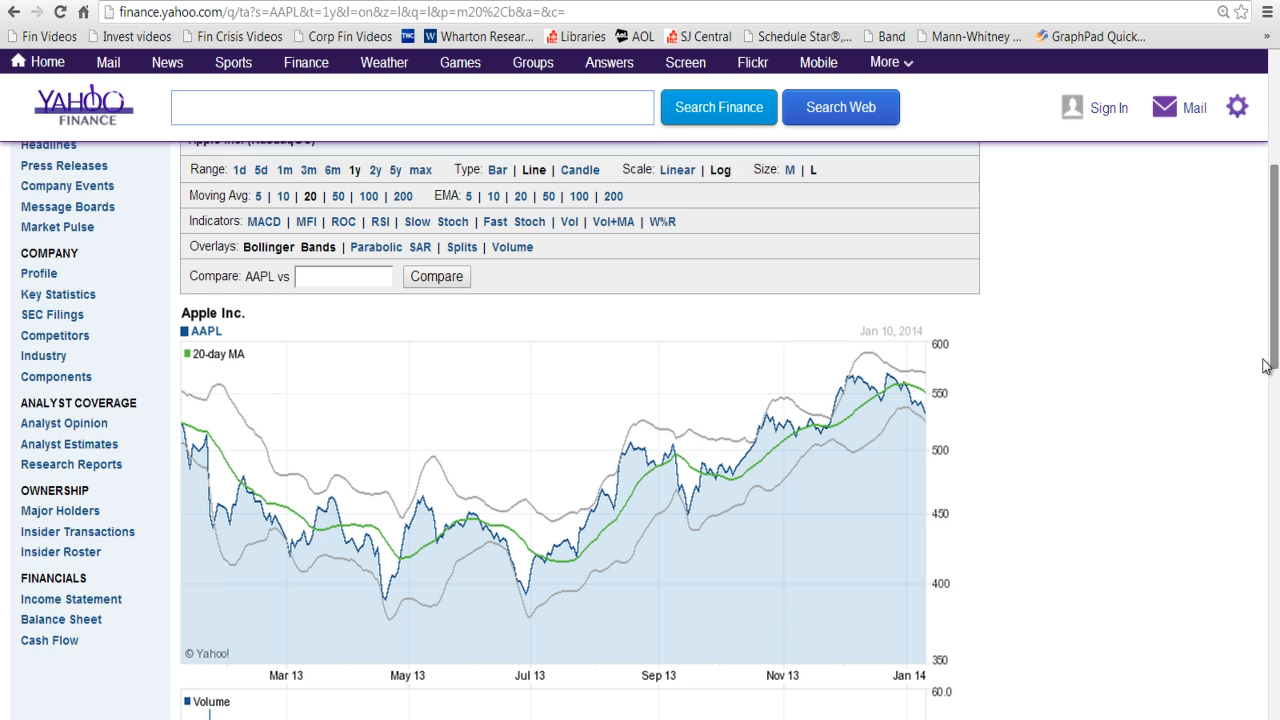 finance.yahoo.com/q/ta?s=AAPL&t=1y&l=on&z=l&q=l&p=m20%2Cb&a=&c=
Fin Videos Invest videos Fin Crisis Videos Corp Fin Videos TWC W Wharton Resear... Libraries Aol. AOL SJ Central Schedule Star®,... Band Mann-Whitney ... GraphPad Quick... »
Home Mail News Sports Finance Weather Games Groups Answers Screen Flickr Mobile More
YAHOO
FINANCE
Search Finance Search Web Sign In Mail
Headlines
Press Releases
Company Events
Message Boards
Market Pulse
COMPANY
Profile
Key Statistics
SEC Filings
Competitors
Industry
Components
ANALYST COVERAGE
Analyst Opinion
Analyst Estimates
Research Reports
OWNERSHIP
Major Holders
Insider Transactions
Insider Roster
FINANCIALS
Income Statement
Balance Sheet
Cash Flow
Apple Inc. (NasdaqGS)
Range: 1d 5d 1m 3m 6m 1y 2y 5y max Type: Bar | Line | Candle Scale: Linear | Log Size: M | L
Moving Avg: 5 | 10 | 20 | 50 | 100 | 200 EMA: 5 | 10 | 20 | 50 | 100 | 200
Indicators: MACD | MFI | ROC | RSI | Slow Stoch | Fast Stoch | Vol | Vol+MA | W%R
Overlays: Bollinger Bands | Parabolic SAR | Splits | Volume
Compare: AAPL vs Compare
Apple Inc.
AAPL Jan 10, 2014
20-day MA
600
550
500
450
400
350
© Yahoo!
Mar 13 May 13 Jul 13 Sep 13 Nov 13 Jan 14
Volume 60.0